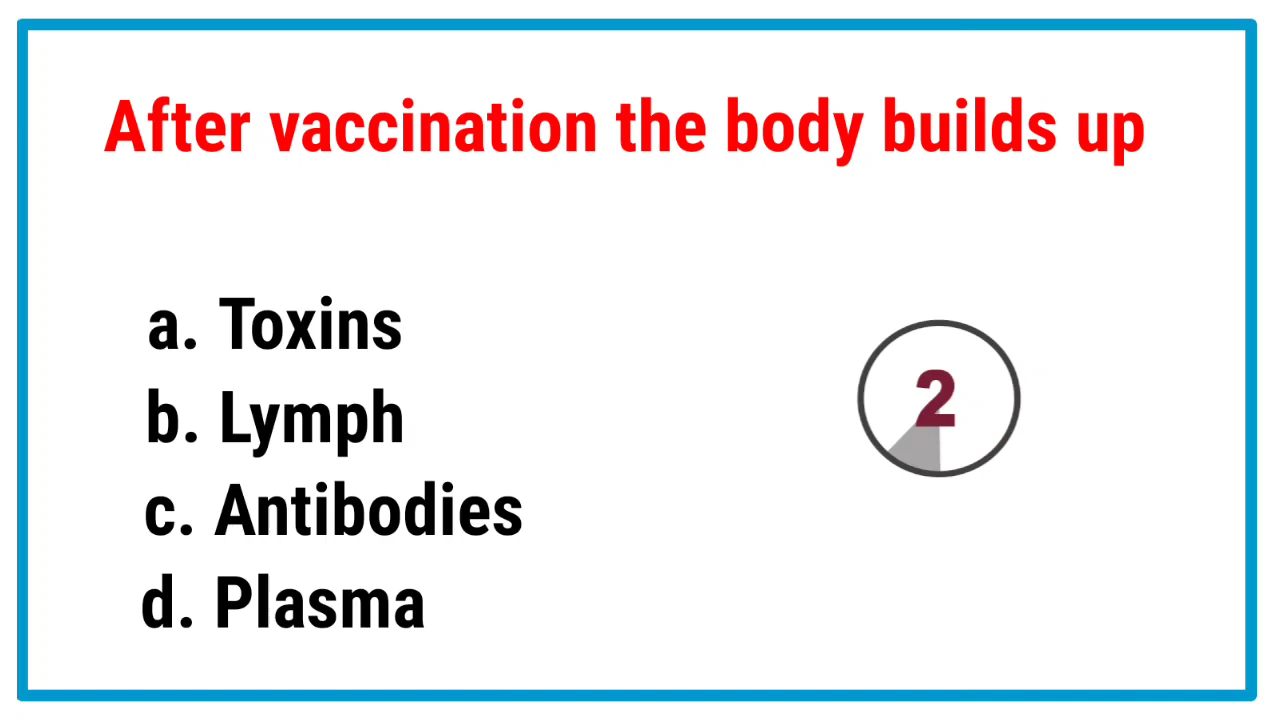 After vaccination the body builds up
a. Toxins
b. Lymph
2
c. Antibodies
d. Plasma